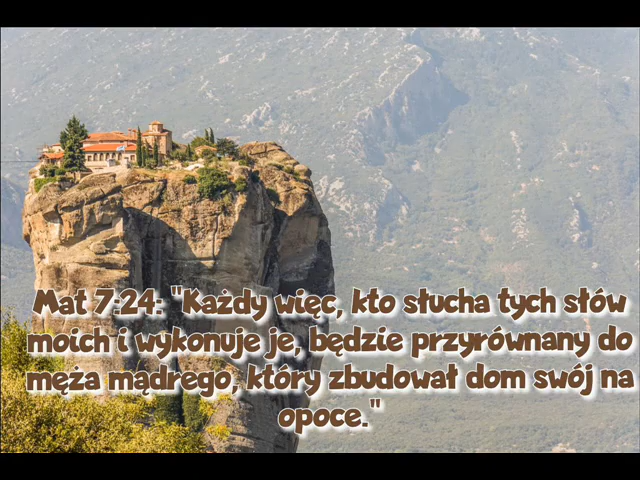 Mat 7:24: "Każdy więc, kto słucha tych słów
moich i wykonuje je, będzie przyrównany do
męża mądrego, który zbudował dom swój na
opoce."